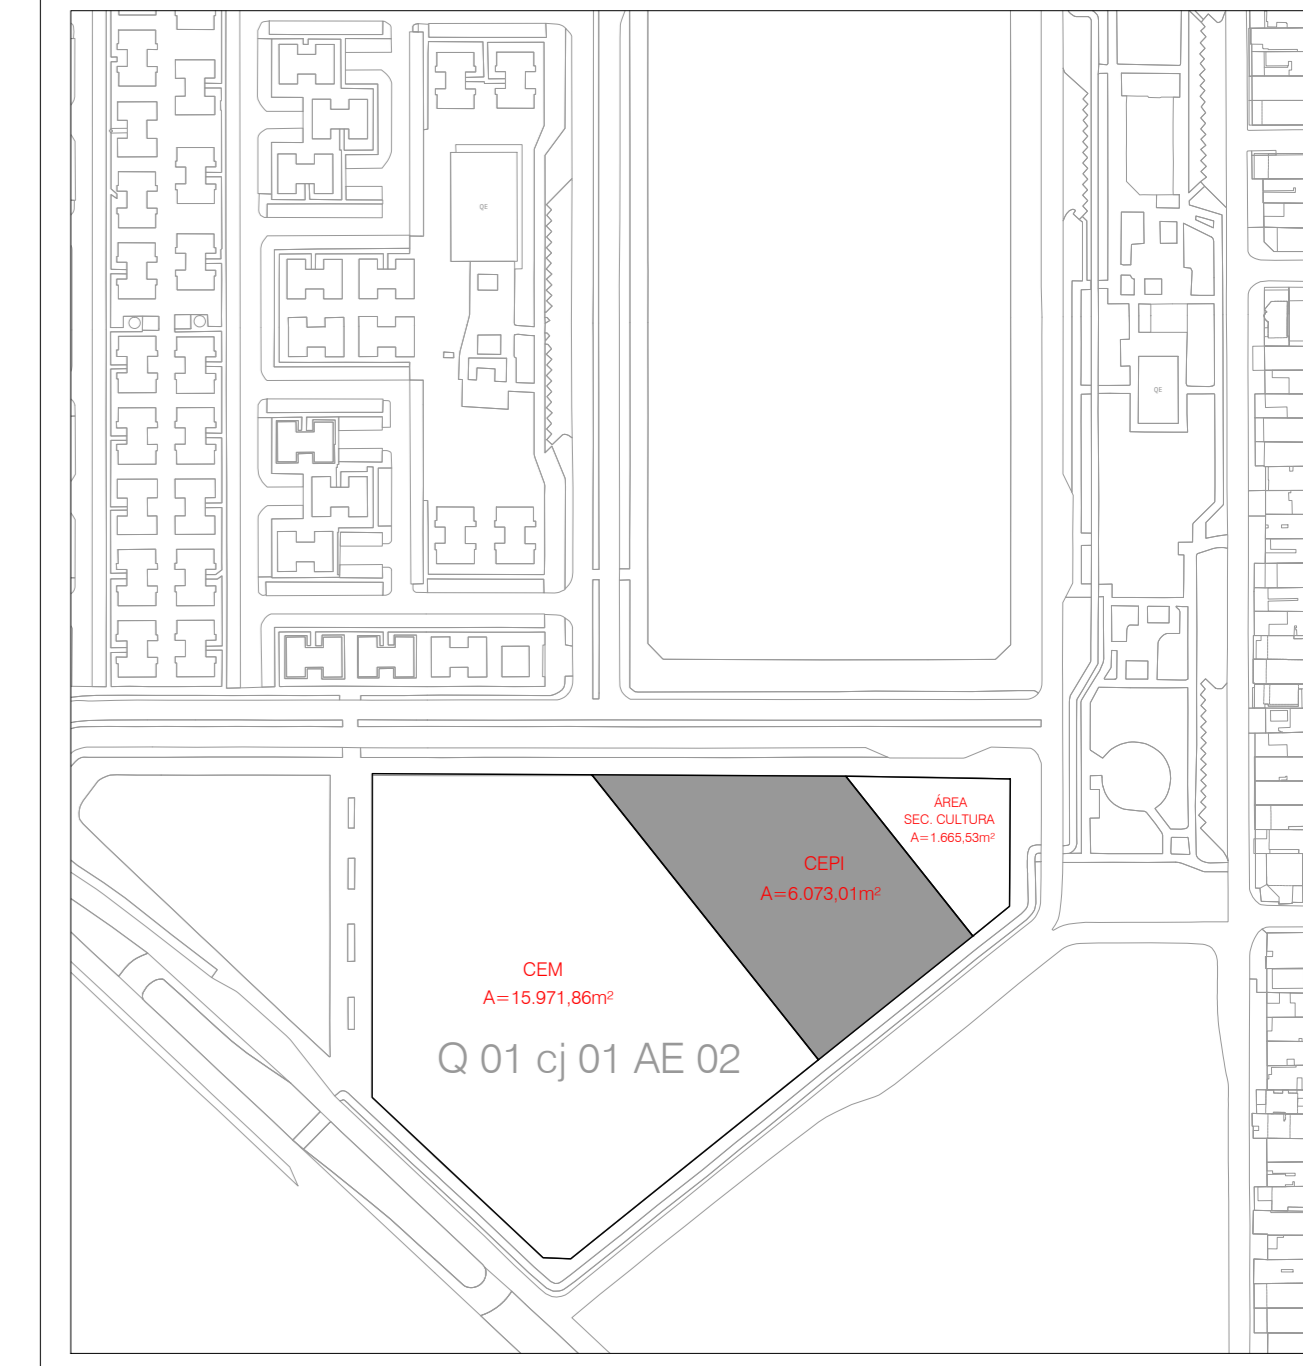 QE
QE
ÁREA
SEC. CULTURA
A=1.665,53m²
CEPI
A=6.073,01m²
CEM
A=15.971,86m²
Q 01 cj 01 AE 02